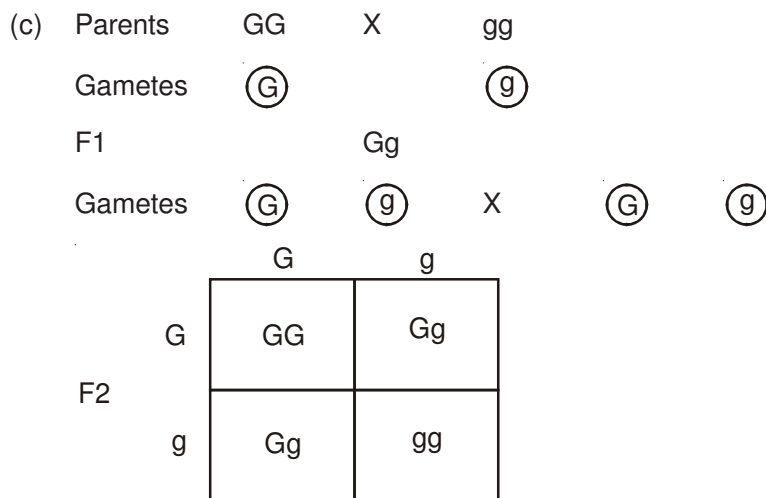 (c) Parents GG X gg
Gametes G g
F1 Gg
Gametes G g X G g
G g
G GG Gg
F2
g Gg gg